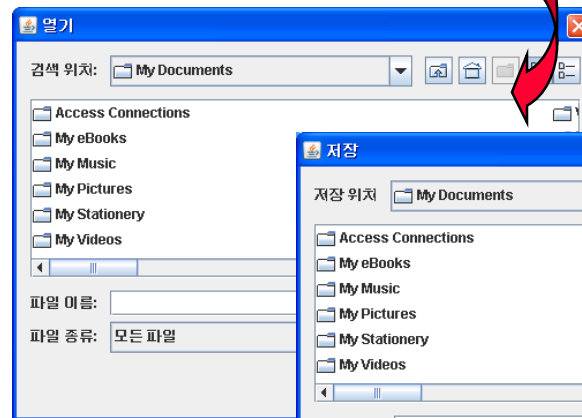 열기
검색 위치: My Documents
Access Connections
My eBooks
My Music
My Pictures
My Stationery
My Videos
파일 이름:
파일 종류: 모든 파일
저장
저장 위치 My Documents
Access Connections
My eBooks
My Music
My Pictures
My Stationery
My Videos